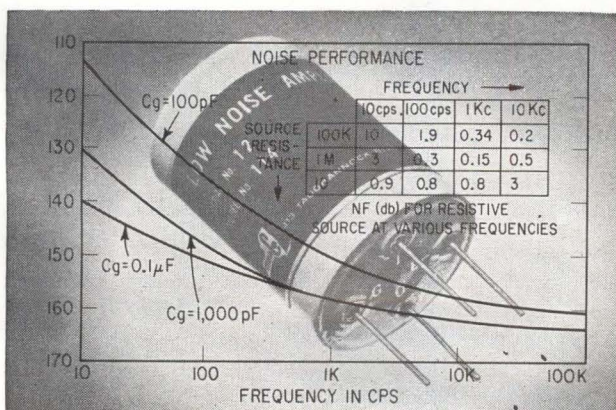 NOISE PERFORMANCE
110
120
130
140
150
160
170
Cg=100pF
Cg=0.1µF
Cg=1,000pF
LOW NOISE AMP
FREQUENCY
10cps. 100cps 1Kc 10Kc
SOURCE RESIS-TANCE
100K 10 1.9 0.34 0.2
1M 3 0.3 0.15 0.5
0.9 0.8 0.8 3
NF (db) FOR RESISTIVE
SOURCE AT VARIOUS FREQUENCIES
10 100 1K 10K 100K
FREQUENCY IN CPS